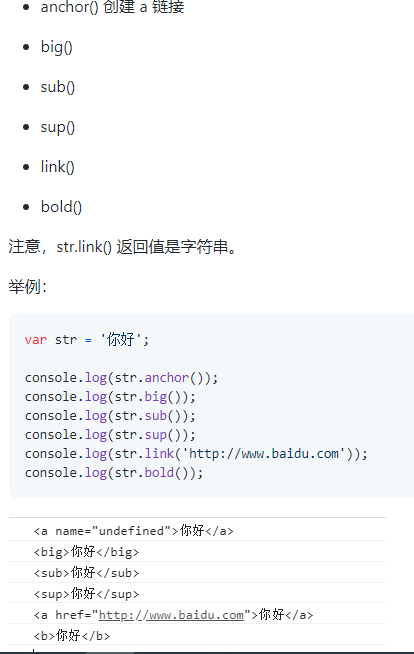 anchor() 创建 a 链接
big()
sub()
sup()
link()
bold()
注意，str.link() 返回值是字符串。
举例：
var str = '你好';
console.log(str.anchor());
console.log(str.big());
console.log(str.sub());
console.log(str.sup());
console.log(str.link('http://www.baidu.com'));
console.log(str.bold());
<a name="undefined">你好</a>
<big>你好</big>
<sub>你好</sub>
<sup>你好</sup>
<a href="http://www.baidu.com">你好</a>
<b>你好</b>